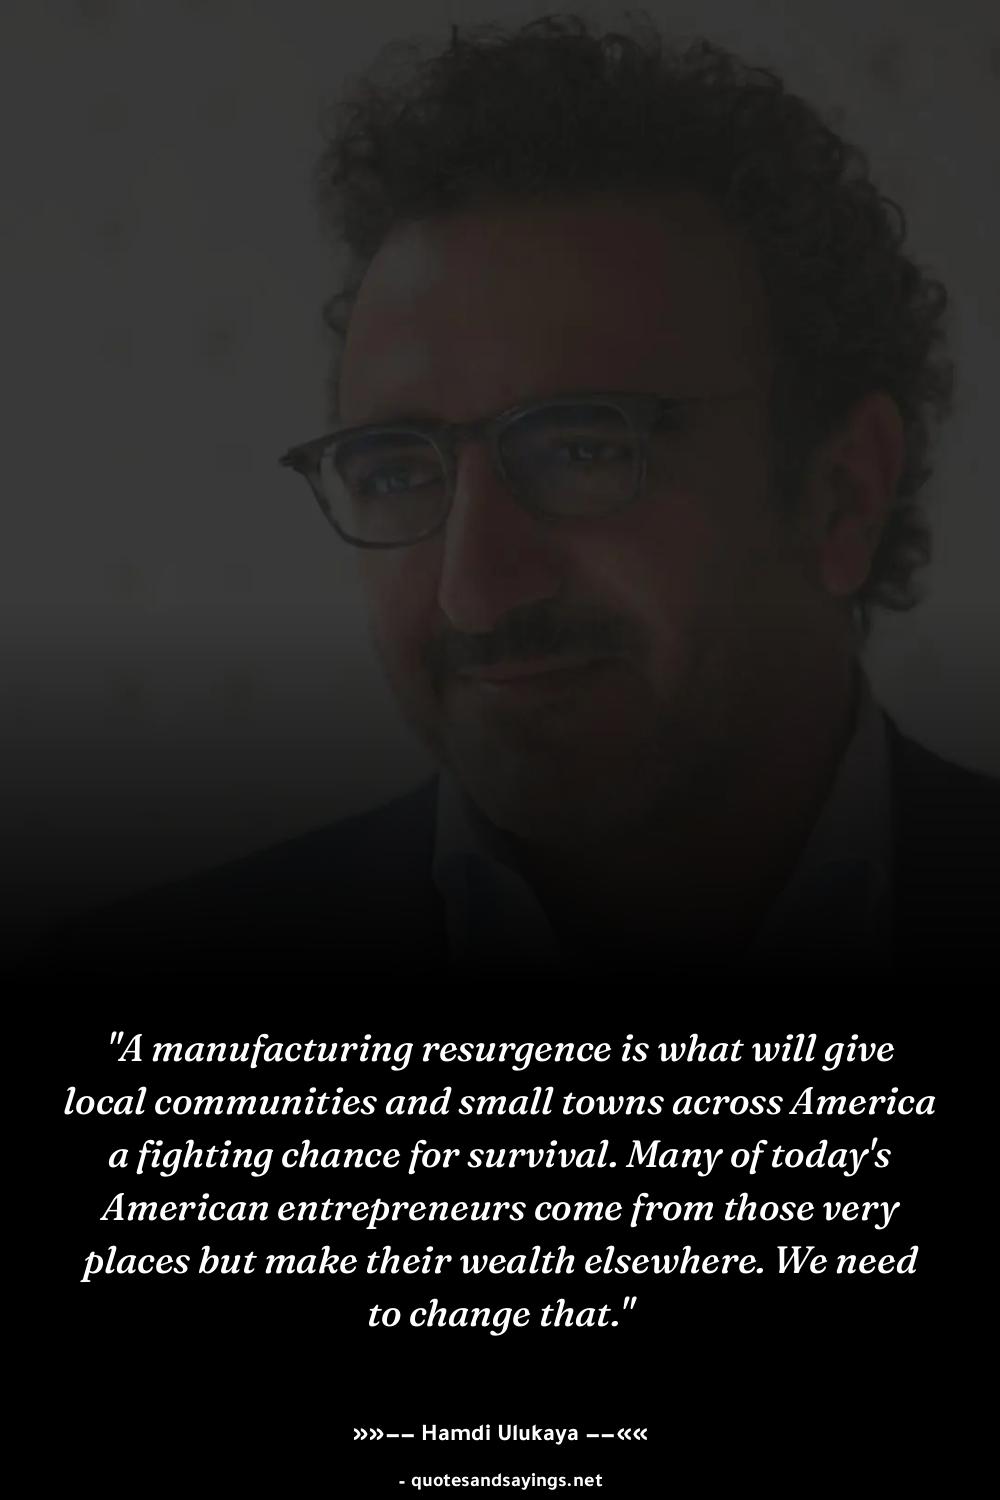 "A manufacturing resurgence is what will give
local communities and small towns across America
a fighting chance for survival. Many of today's
American entrepreneurs come from those very
places but make their wealth elsewhere. We need
to change that."
»»–– Hamdi Ulukaya ––««
- quotesandsayings.net